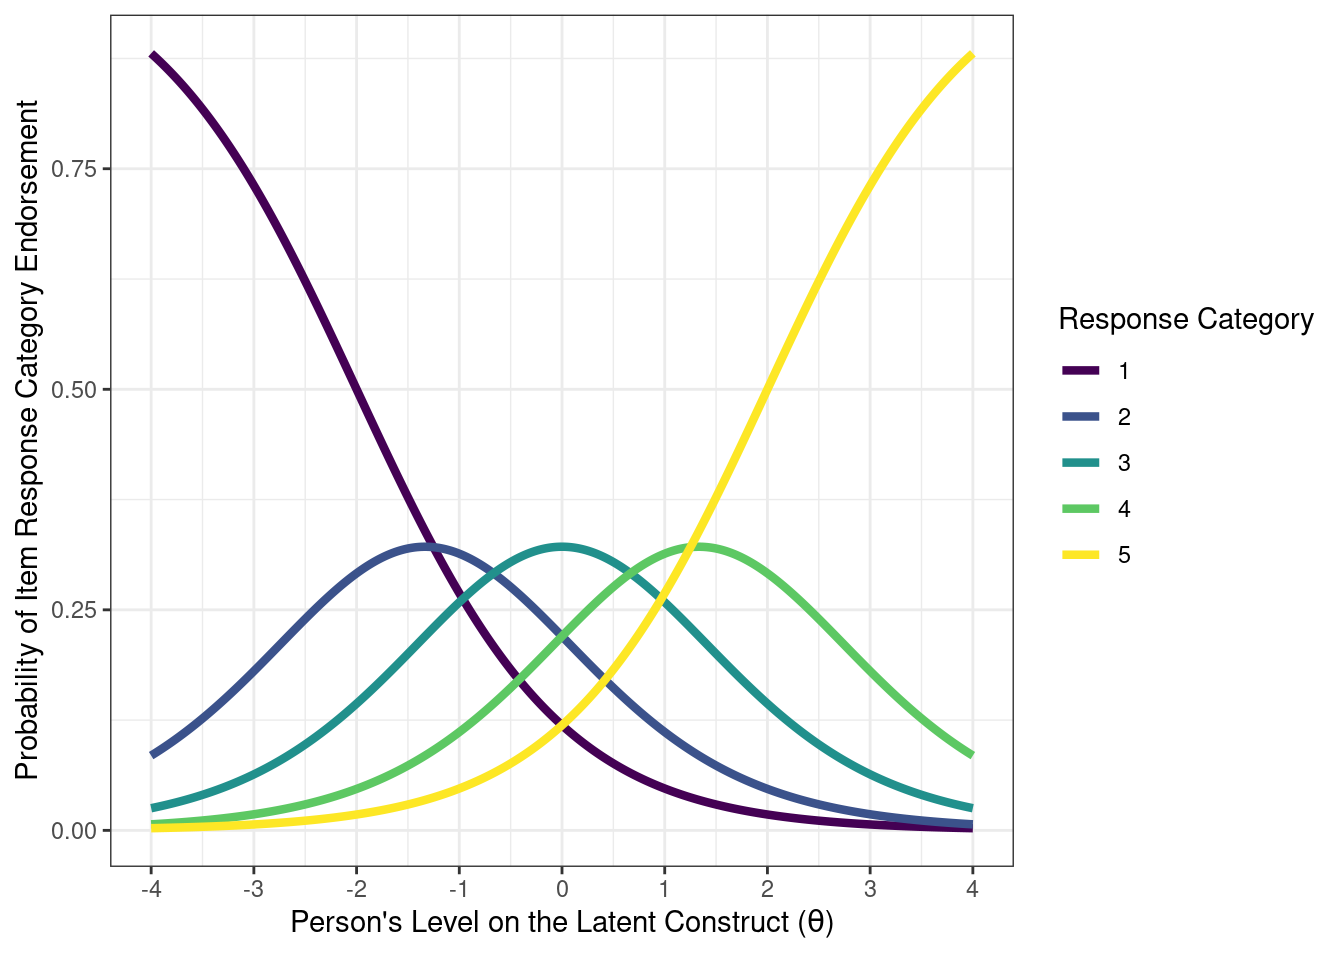 Probability of Item Response Category Endorsement
0.75
0.50
0.25
0.00
-4 -3 -2 -1 0 1 2 3 4
Person's Level on the Latent Construct (θ)
Response Category
1
2
3
4
5